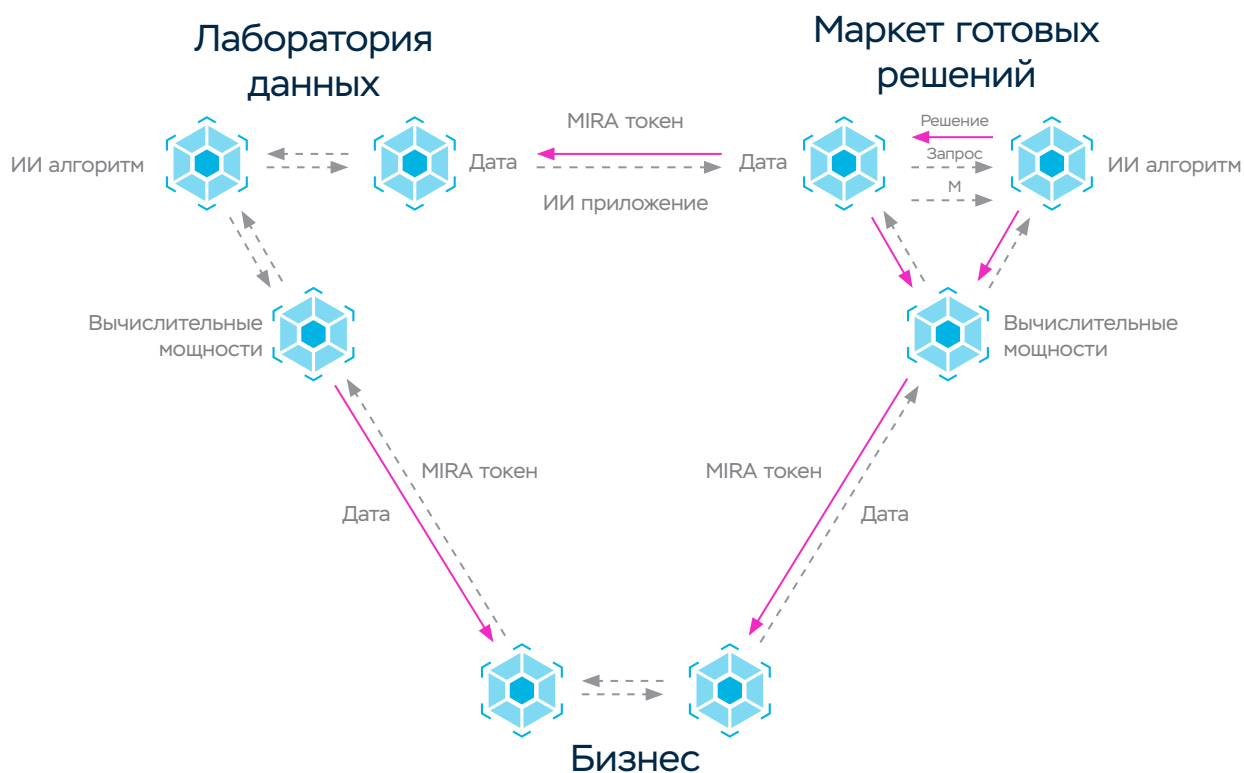 Лаборатория
данных
Маркет готовых
решений
ИИ алгоритм
Дата
MIRA токен
ИИ приложение
Дата
Решение
Запрос
М
ИИ алгоритм
Вычислительные
мощности
Вычислительные
мощности
MIRA токен
Дата
MIRA токен
Дата
Бизнес